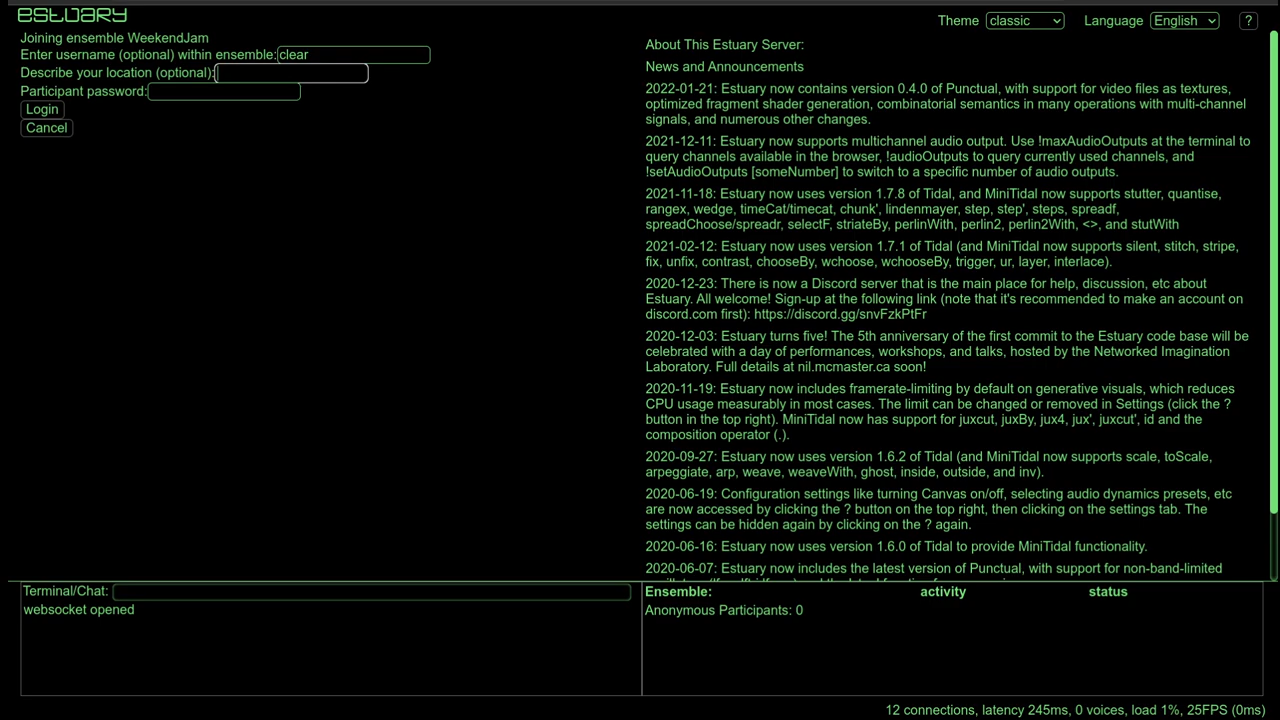 estuary
Theme classic Language English ?
Joining ensemble WeekendJam
Enter username (optional) within ensemble: clear
Describe your location (optional):
Participant password:
Login
Cancel
About This Estuary Server:
News and Announcements
2022-01-21: Estuary now contains version 0.4.0 of Punctual, with support for video files as textures,
optimized fragment shader generation, combinatorial semantics in many operations with multi-channel
signals, and numerous other changes.
2021-12-11: Estuary now supports multichannel audio output. Use !maxAudioOutputs at the terminal to
query channels available in the browser, !audioOutputs to query currently used channels, and
!setAudioOutputs [someNumber] to switch to a specific number of audio outputs.
2021-11-18: Estuary now uses version 1.7.8 of Tidal, and MiniTidal now supports stutter, quantise,
rangex, wedge, timeCat/timecat, chunk', lindenmayer, step, step', steps, spreadf,
spreadChoose/spreadr, selectF, striateBy, perlinWith, perlin2, perlin2With, <>, and stutWith
2021-02-12: Estuary now uses version 1.7.1 of Tidal (and MiniTidal now supports silent, stitch, stripe,
fix, unfix, contrast, chooseBy, wchoose, wchooseBy, trigger, ur, layer, interlace).
2020-12-23: There is now a Discord server that is the main place for help, discussion, etc about
Estuary. All welcome! Sign-up at the following link (note that it's recommended to make an account on
discord.com first): https://discord.gg/snvFzkPtFr
2020-12-03: Estuary turns five! The 5th anniversary of the first commit to the Estuary code base will be
celebrated with a day of performances, workshops, and talks, hosted by the Networked Imagination
Laboratory. Full details at nil.mcmaster.ca soon!
2020-11-19: Estuary now includes framerate-limiting by default on generative visuals, which reduces
CPU usage measurably in most cases. The limit can be changed or removed in Settings (click the ?
button in the top right). MiniTidal now has support for juxcut, juxBy, jux4, jux', juxcut', id and the
composition operator (.).
2020-09-27: Estuary now uses version 1.6.2 of Tidal (and MiniTidal now supports scale, toScale,
arpeggiate, arp, weave, weaveWith, ghost, inside, outside, and inv).
2020-06-19: Configuration settings like turning Canvas on/off, selecting audio dynamics presets, etc
are now accessed by clicking the ? button on the top right, then clicking on the settings tab. The
settings can be hidden again by clicking on the ? again.
2020-06-16: Estuary now uses version 1.6.0 of Tidal to provide MiniTidal functionality.
2020-06-07: Estuary now includes the latest version of Punctual, with support for non-band-limited
Terminal/Chat:
websocket opened
Ensemble: activity status
Anonymous Participants: 0
12 connections, latency 245ms, 0 voices, load 1%, 25FPS (0ms)